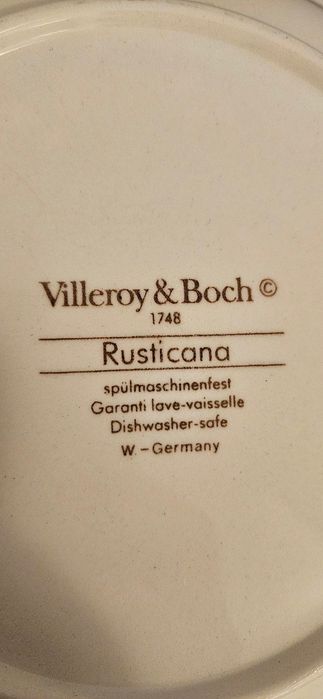 Villeroy & Boch ©
1748
Rusticana
spülmaschinenfest
Garanti lave-vaisselle
Dishwasher-safe
W.-Germany